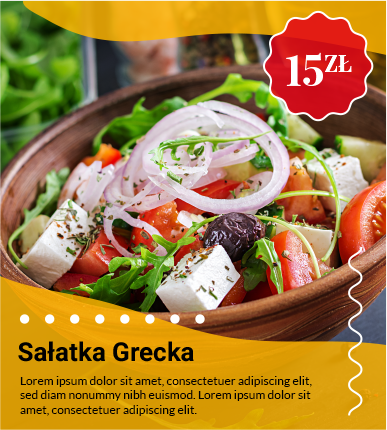 15ZŁ
Sałatka Grecka
Lorem ipsum dolor sit amet, consectetuer adipiscing elit,
sed diam nonummy nibh euismod. Lorem ipsum dolor sit
amet, consectetuer adipiscing elit.